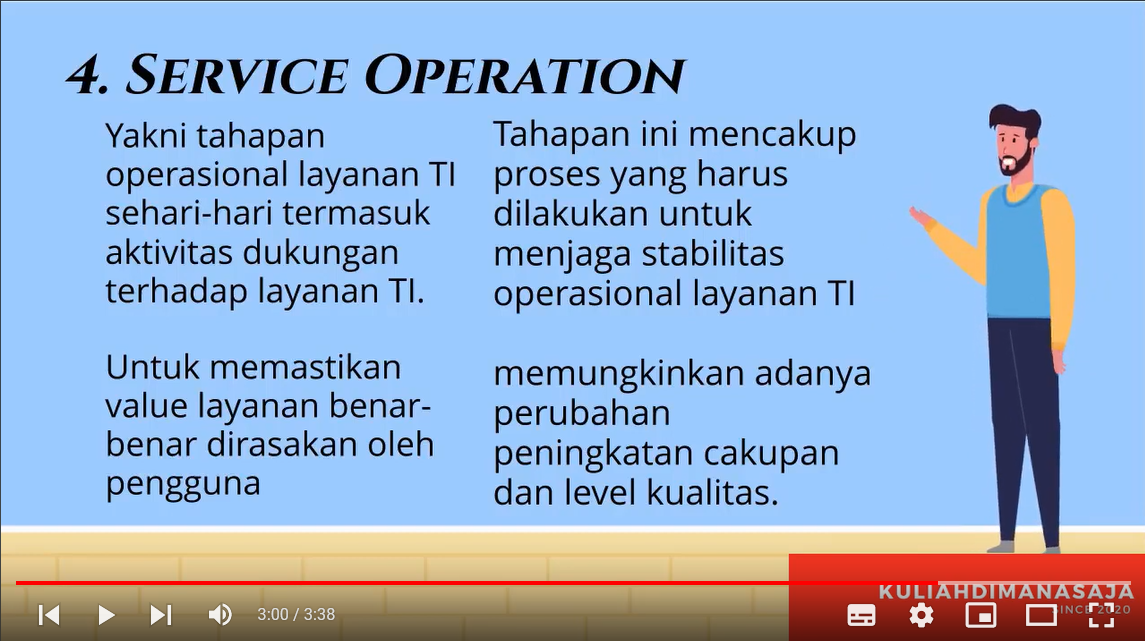 4. Service Operation
Yakni tahapan
operasional layanan TI
sehari-hari termasuk
aktivitas dukungan
terhadap layanan TI.
Untuk memastikan
value layanan benar-
benar dirasakan oleh
pengguna
Tahapan ini mencakup
proses yang harus
dilakukan untuk
menjaga stabilitas
operasional layanan TI
memungkinkan adanya
perubahan
peningkatan cakupan
dan level kualitas.
KULIAHDIMANASAJA
SINCE 2020
3:00 / 3:38